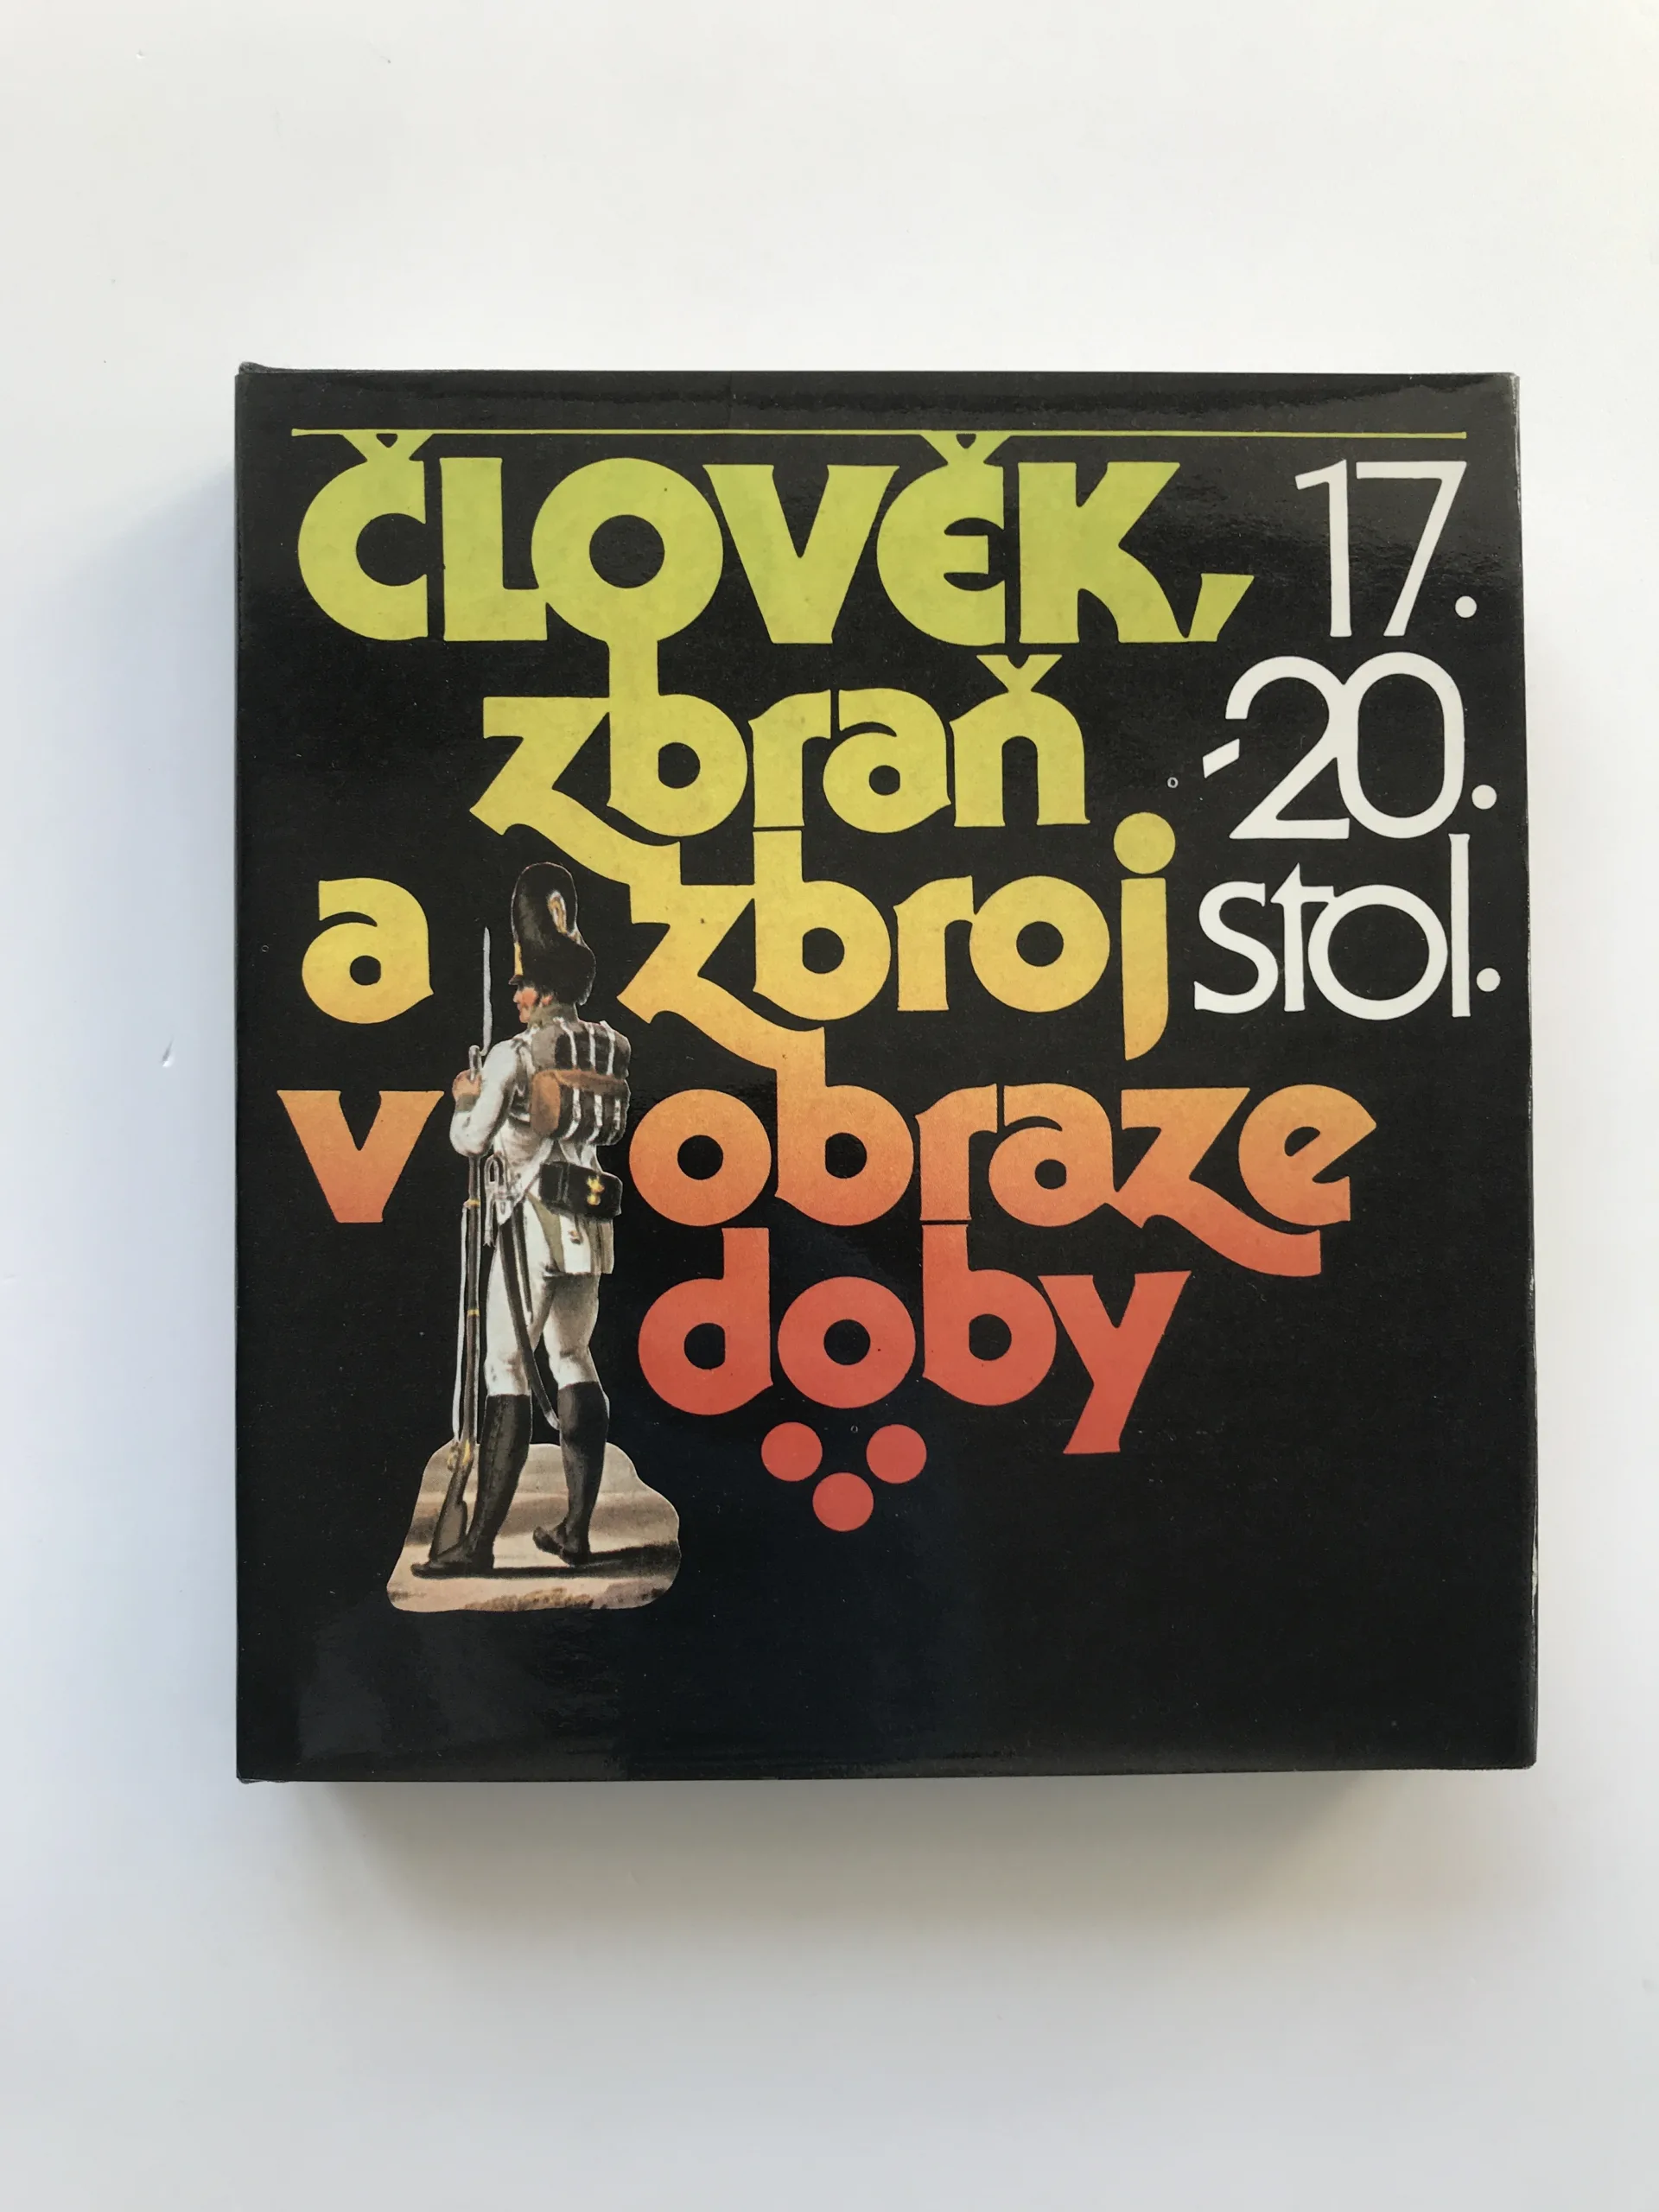 člověk,
zbraň
a zbroj
v obraze
doby
17.
-20.
stol.